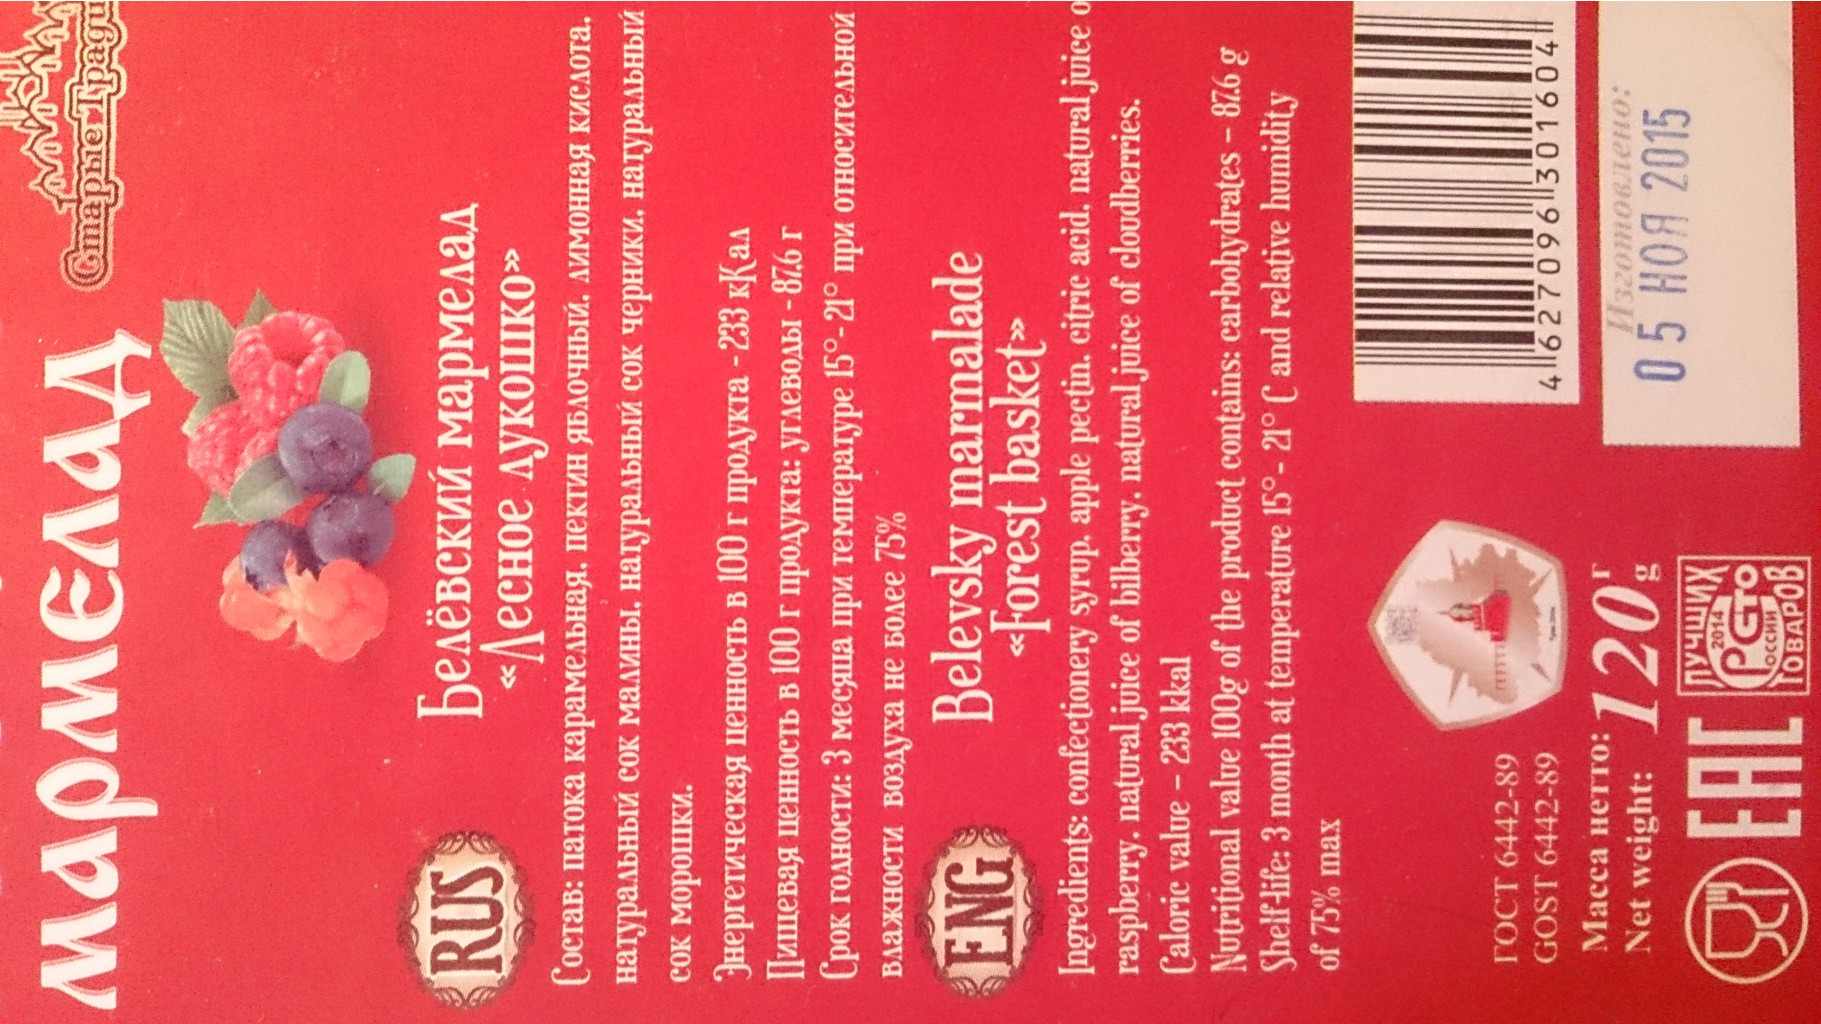 Старые
мармелад
RUS
Белёвский мармелад
«Лесное лукошко»
Состав: патока карамельная, пектин яблочный, лимонная кислота,
натуральный сок малины, натуральный сок черники, натуральный
сок морошки.
Энергетическая ценность в 100 г продукта - 233 кКал
Пищевая ценность в 100 г продукта: углеводы - 87,6 г
Срок годности: 3 месяца при температуре 15°-21° при относительной
влажности воздуха не более 75%
ENG
Belevsky marmalade
«Forest basket»
Ingredients: confectionery syrup, apple pectin, citric acid, natural juice
raspberry, natural juice of bilberry, natural juice of cloudberries.
Caloric value - 233 kkal
Nutritional value 100g of the product contains: carbohydrates - 87,6 g
Shelf-life: 3 month at temperature 15°- 21° C and relative humidity
of 75% max
4 627096 301604
Изготовлено:
05 НОЯ 2015
ГОСТ 6442-89
GOST 6442-89
Масса нетто:
Net weight:
120 г
g
ЕАС
ЛУЧШИХ
2014
РСТО
РОССИИ
ТОВАРОВ